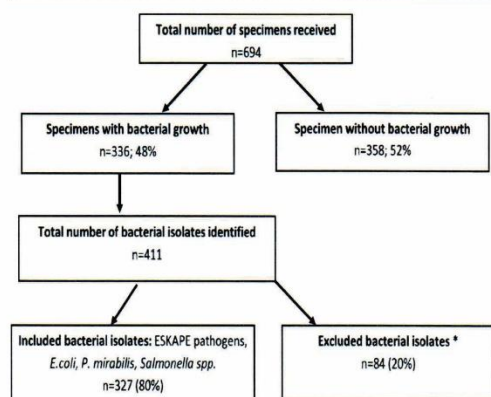 Total number of specimens received
n=694
Specimens with bacterial growth
n=336; 48%
Specimen without bacterial growth
n=358; 52%
Total number of bacterial isolates identified
n=411
Included bacterial isolates: ESKAPE pathogens,
E.coli, P. mirabilis, Salmonella spp.
n=327 (80%)
Excluded bacterial isolates *
n=84 (20%)